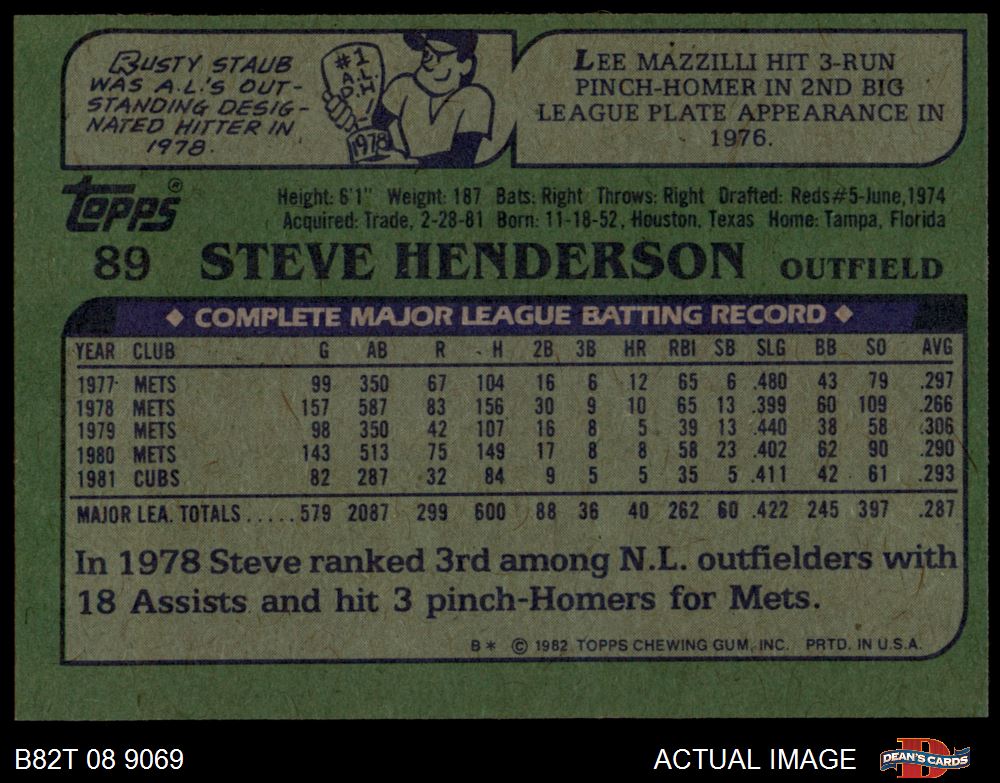 RUSTY STAUB
WAS A.L.'S OUT-
STANDING DESIG-
NATED HITTER IN
1978.
#1
A.L.
D.H.
1978
LEE MAZZILLI HIT 3-RUN
PINCH-HOMER IN 2ND BIG
LEAGUE PLATE APPEARANCE IN
1976.
Topps®
Height: 6'1" Weight: 187 Bats: Right Throws: Right Drafted: Reds #5-June, 1974
Acquired: Trade, 2-28-81 Born: 11-18-52, Houston, Texas Home: Tampa, Florida
89 STEVE HENDERSON OUTFIELD
◆ COMPLETE MAJOR LEAGUE BATTING RECORD ◆
YEAR CLUB G AB R H 2B 3B HR RBI SB SLG BB SO AVG
1977 METS 99 350 67 104 16 6 12 65 6 .480 43 79 .297
1978 METS 157 587 83 156 30 9 10 65 13 .399 60 109 .266
1979 METS 98 350 42 107 16 8 5 39 13 .440 38 58 .306
1980 METS 143 513 75 149 17 8 8 58 23 .402 62 90 .290
1981 CUBS 82 287 32 84 9 5 5 35 5 .411 42 61 .293
MAJOR LEA. TOTALS.....579 2087 299 600 88 36 40 262 60 .422 245 397 .287
In 1978 Steve ranked 3rd among N.L. outfielders with
18 Assists and hit 3 pinch-Homers for Mets.
B* © 1982 TOPPS CHEWING GUM, INC. PRTD. IN U.S.A.
B82T 08 9069
ACTUAL IMAGE
DEAN'S CARDS